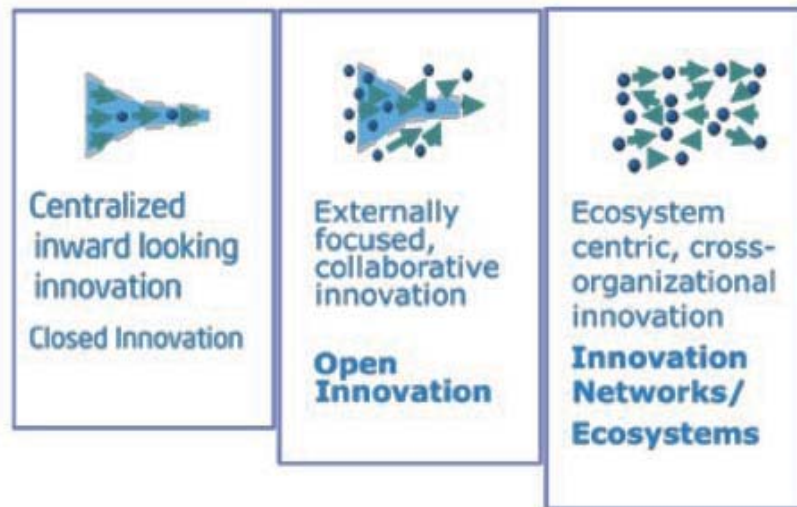 Centralized
inward looking
innovation
Closed Innovation
Externally
focused,
collaborative
innovation
Open
Innovation
Ecosystem
centric, cross-
organizational
innovation
Innovation
Networks/
Ecosystems